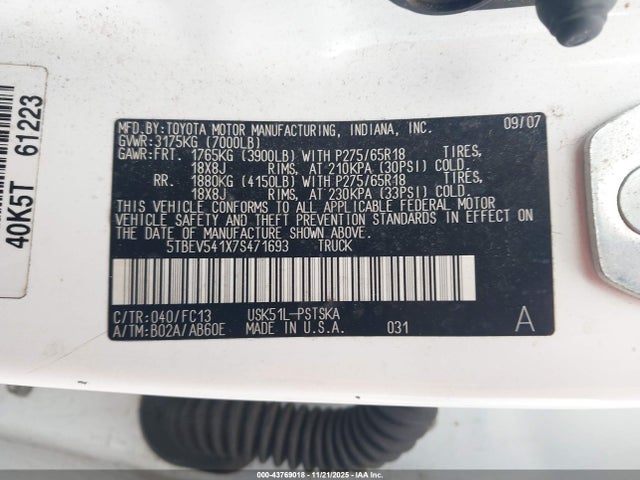 MFD.BY:TOYOTA MOTOR MANUFACTURING, INDIANA, INC. 09/07
GVWR:3175KG (7000LB)
GAWR:FRT. 1765KG (3900LB) WITH P275/65R18 TIRES,
18X8J RIMS, AT 210KPA (30PSI) COLD.
RR. 1880KG (4150LB) WITH P275/65R18 TIRES,
18X8J RIMS, AT 230KPA (33PSI) COLD.
THIS VEHICLE CONFORMS TO ALL APPLICABLE FEDERAL MOTOR
VEHICLE SAFETY AND THEFT PREVENTION STANDARDS IN EFFECT
ON THE DATE OF MANUFACTURE SHOWN ABOVE.
5TBEV541X7S471693 TRUCK
C/TR:040/FC13 USK51L-PSTSKA
A/TM:B02A/AB60E MADE IN U.S.A. 031 A
40K5T 61223
000-43769018 - 11/21/2025 - IAAI.COM